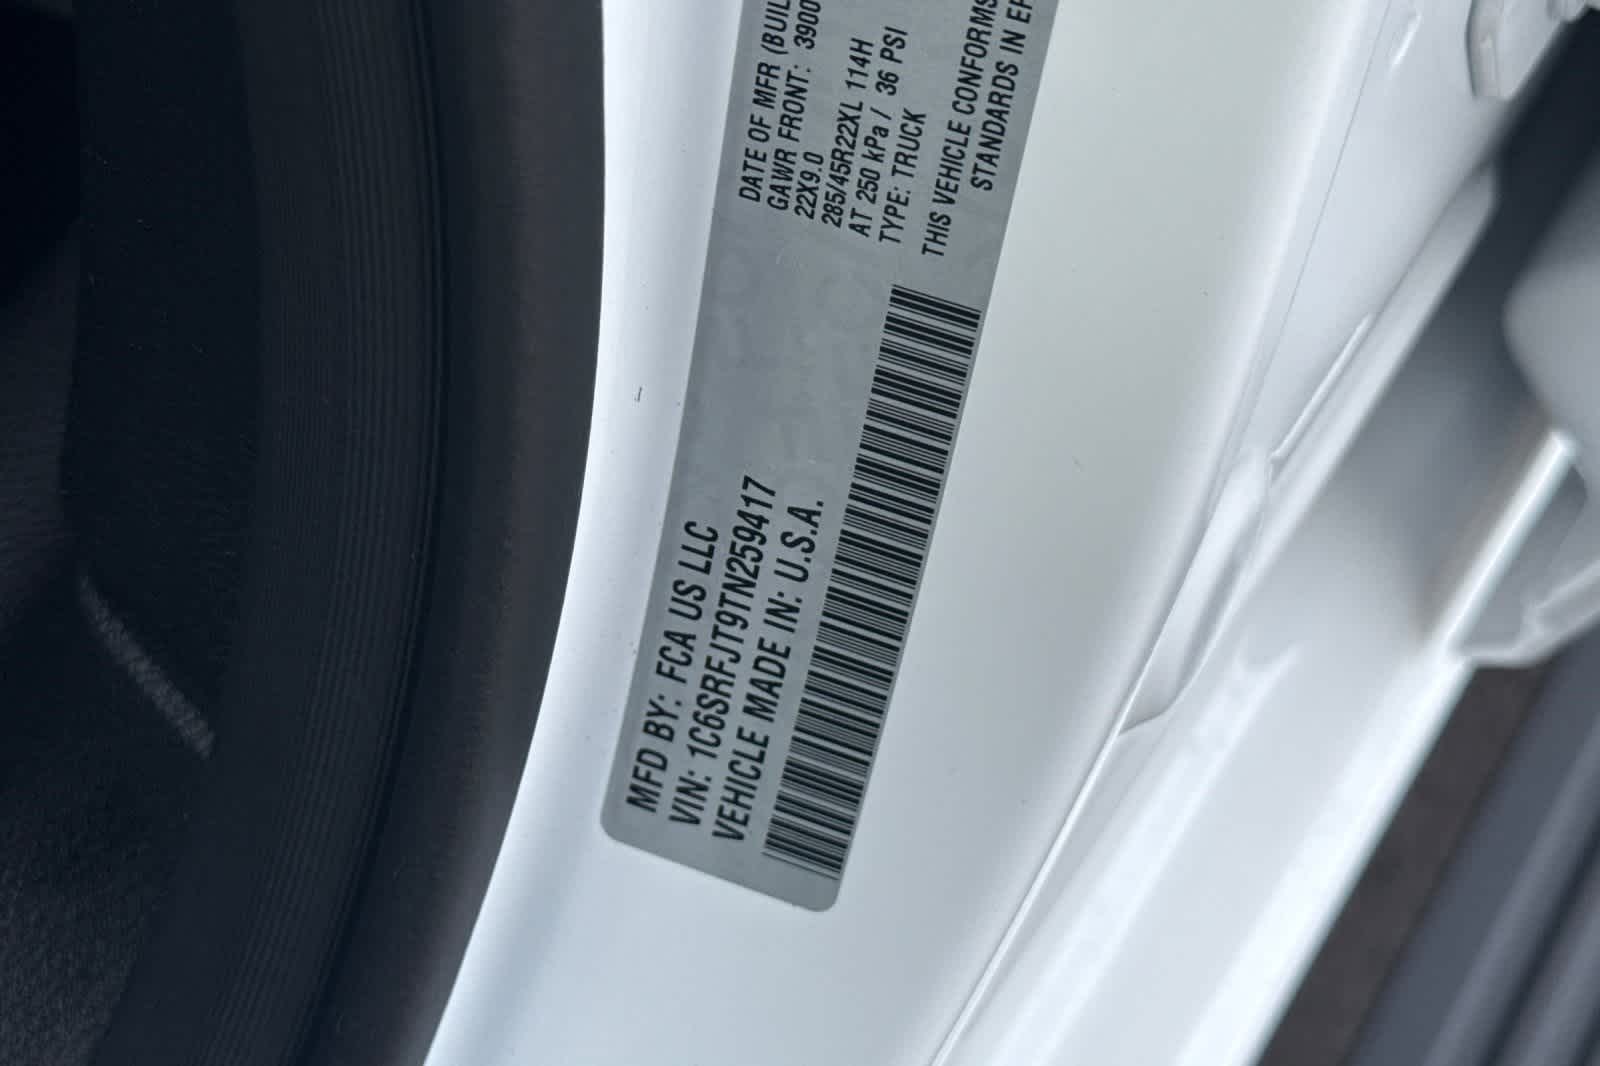 MFD BY: FCA US LLC
VIN: 1C6SRFJT9TN259417
VEHICLE MADE IN: U.S.A.
DATE OF MFR (BUIL
GAWR FRONT: 3900
22X9.0
285/45R22XL 114H
AT 250 kPa / 36 PSI
TYPE: TRUCK
THIS VEHICLE CONFORMS
STANDARDS IN